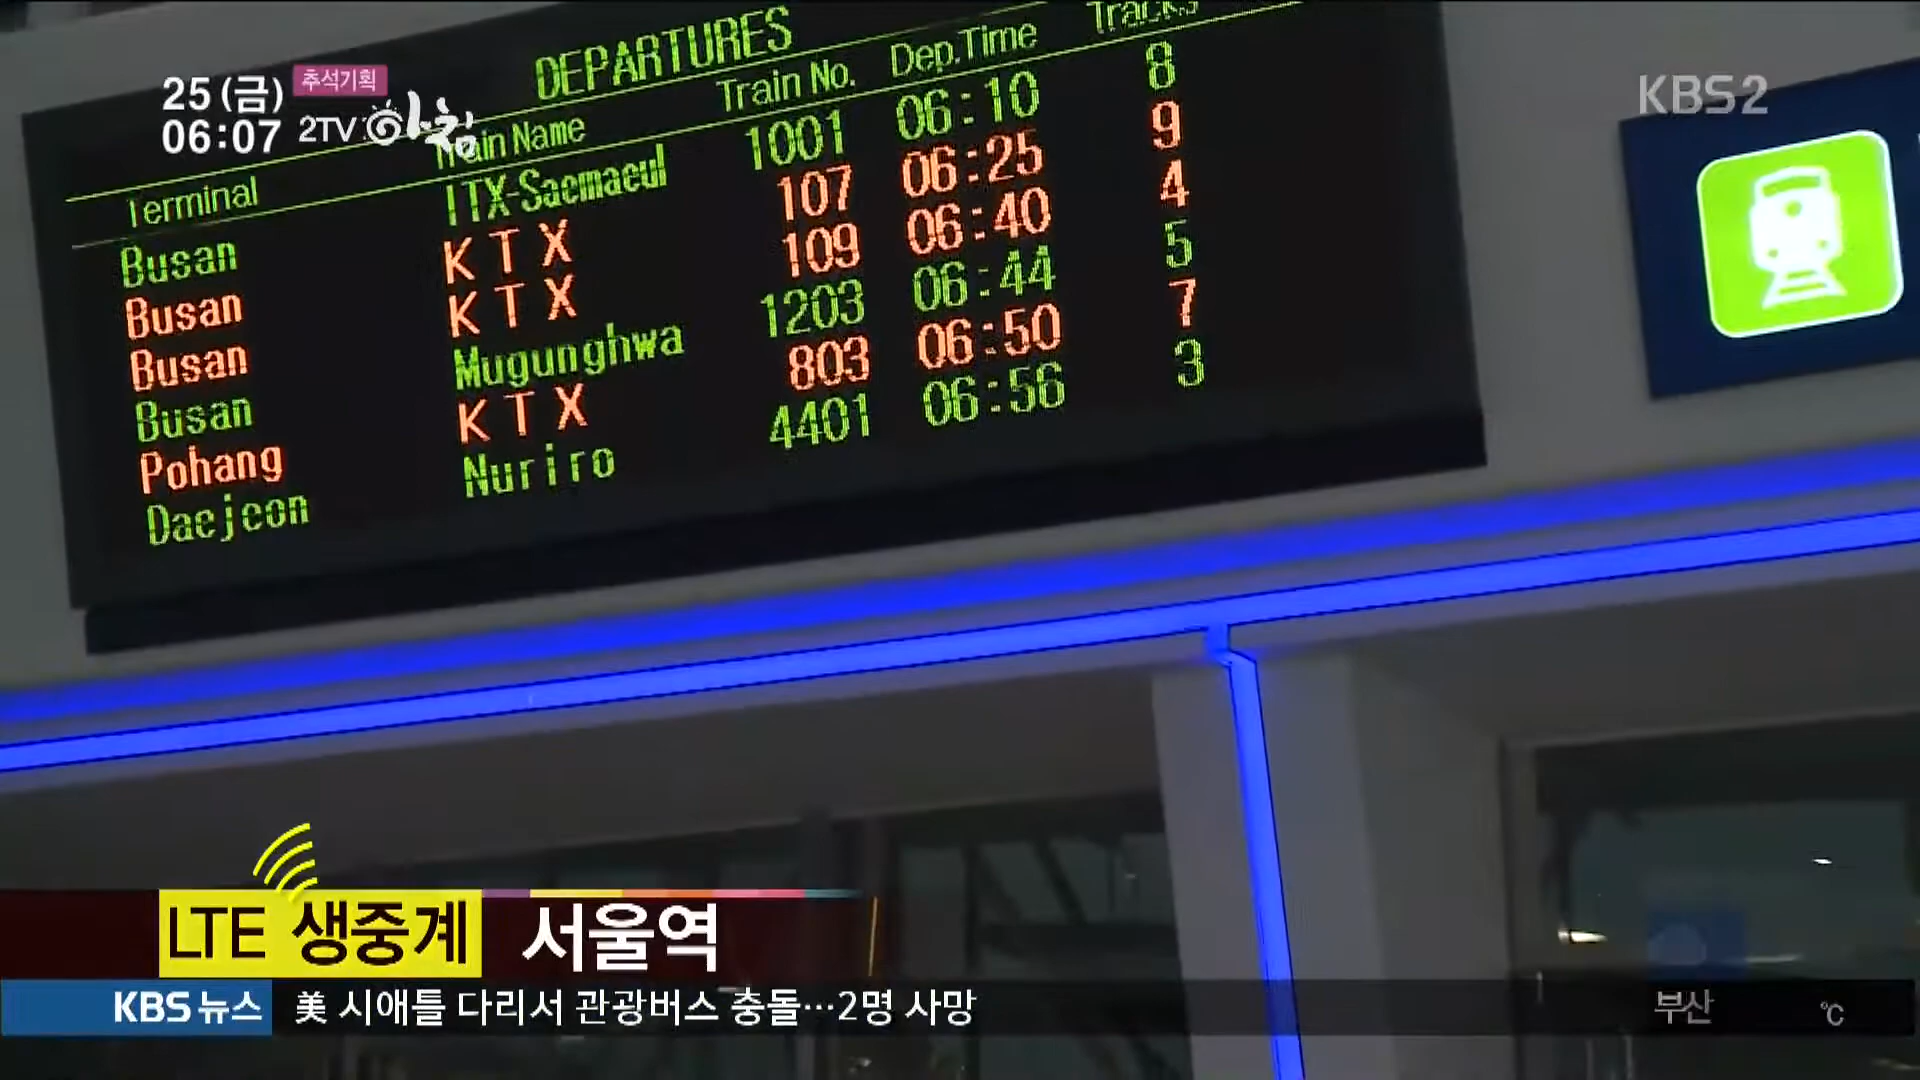 25(금) 추석기획
06:07 2TV 아침
KBS2
DEPARTURES
Terminal Train Name Train No. Dep.Time Tracks
Busan ITX-Saemaeul 1001 06:10 8
Busan KTX 107 06:25 9
Busan KTX 109 06:40 4
Busan Mugunghwa 1203 06:44 5
Pohang KTX 803 06:50 7
Daejeon Nuriro 4401 06:56 3
LTE 생중계 서울역
KBS 뉴스 美 시애틀 다리서 관광버스 충돌…2명 사망 부산 ℃